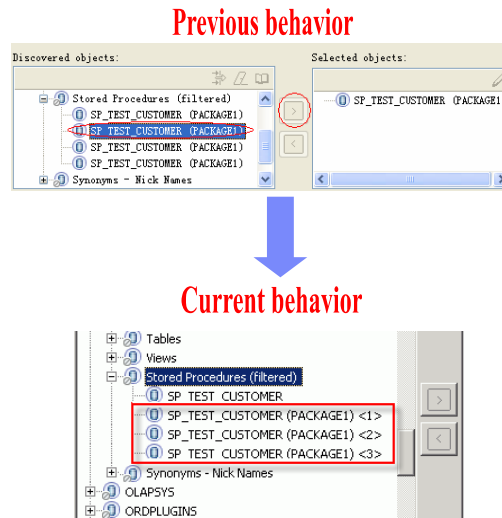 Previous behavior
Discovered objects:
Selected objects:
Stored Procedures (filtered)
SP_TEST_CUSTOMER (PACKAGE1)
SP_TEST_CUSTOMER (PACKAGE1)
SP_TEST_CUSTOMER (PACKAGE1)
SP_TEST_CUSTOMER (PACKAGE1)
Synonyms - Nick Names
SP_TEST_CUSTOMER (PACKAGE1
Current behavior
Tables
Views
Stored Procedures (filtered)
SP_TEST_CUSTOMER
SP_TEST_CUSTOMER (PACKAGE1) <1>
SP_TEST_CUSTOMER (PACKAGE1) <2>
SP_TEST_CUSTOMER (PACKAGE1) <3>
Synonyms - Nick Names
OLAPSYS
ORDPLUGINS